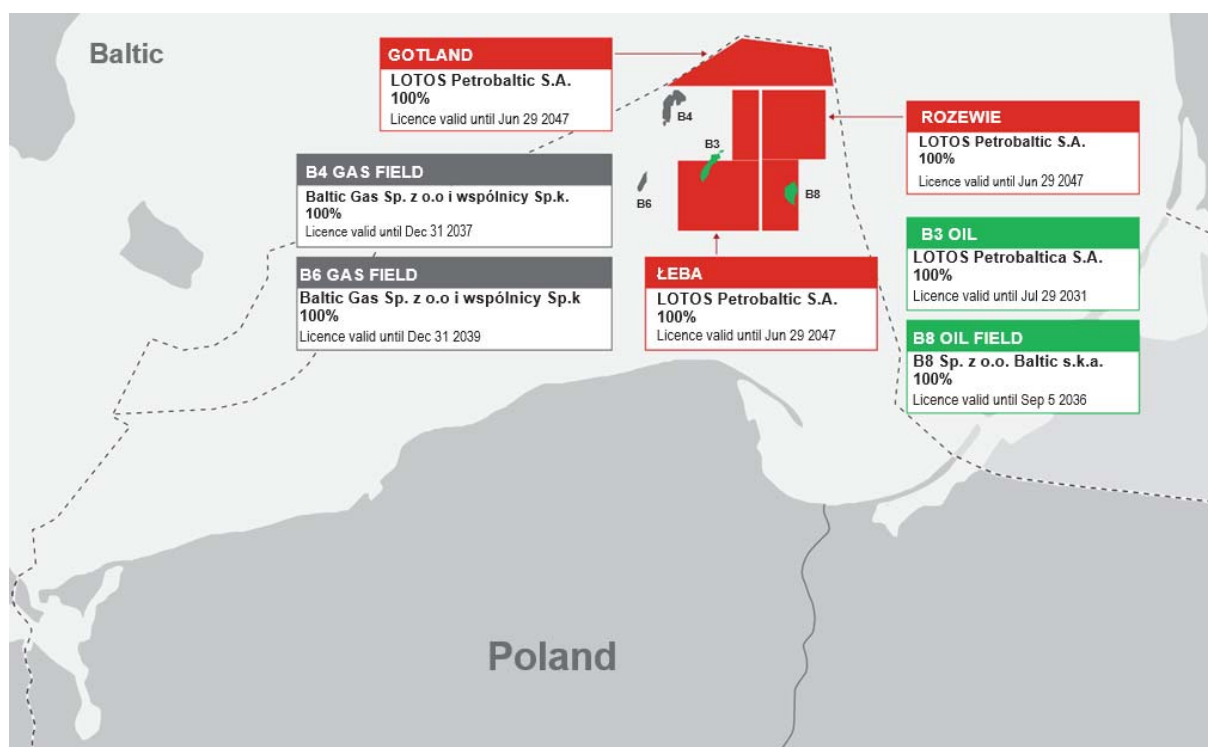 Baltic
GOTLAND
LOTOS Petrobaltic S.A.
100%
Licence valid until Jun 29 2047
B4 GAS FIELD
Baltic Gas Sp. z o.o i wspólnicy Sp.k.
100%
Licence valid until Dec 31 2037
B6 GAS FIELD
Baltic Gas Sp. z o.o i wspólnicy Sp.k
100%
Licence valid until Dec 31 2039
B4
B3
B6
B8
ŁEBA
LOTOS Petrobaltic S.A.
100%
Licence valid until Jun 29 2047
ROZEWIE
LOTOS Petrobaltic S.A.
100%
Licence valid until Jun 29 2047
B3 OIL
LOTOS Petrobaltica S.A.
100%
Licence valid until Jul 29 2031
B8 OIL FIELD
B8 Sp. z o.o. Baltic s.k.a.
100%
Licence valid until Sep 5 2036
Poland